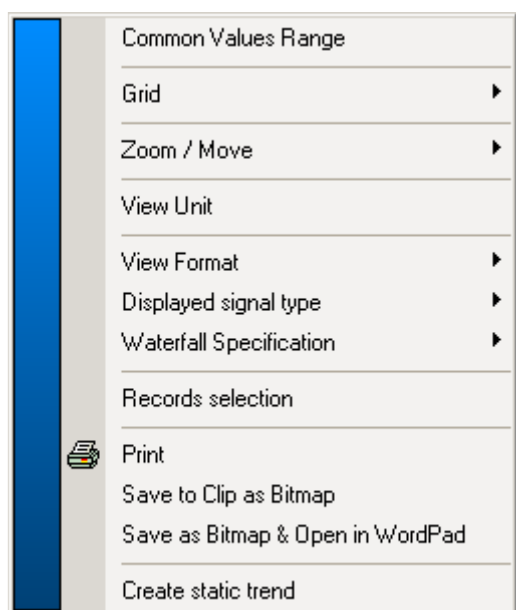 Common Values Range
Grid
Zoom / Move
View Unit
View Format
Displayed signal type
Waterfall Specification
Records selection
Print
Save to Clip as Bitmap
Save as Bitmap & Open in WordPad
Create static trend